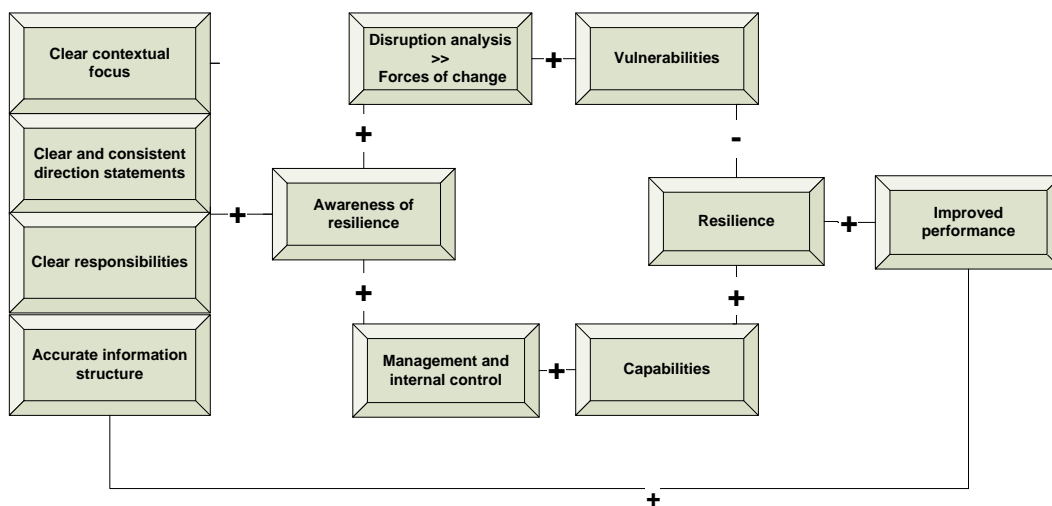 Clear contextual
focus
Clear and consistent
direction statements
Clear responsibilities
Accurate information
structure
+
Awareness of
resilience
+
+
Disruption analysis
>>
Forces of change
+
Vulnerabilities
-
Management and
internal control
+
Capabilities
+
Resilience
+
Improved
performance
+